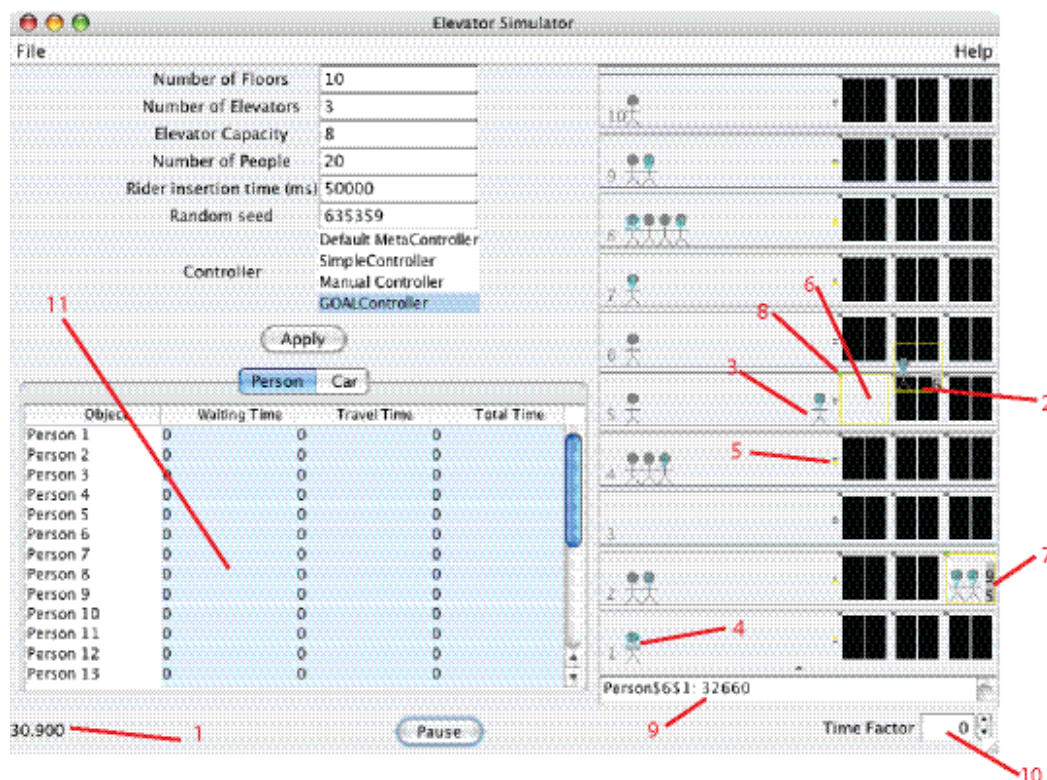 Elevator Simulator
File Help
Number of Floors 10
Number of Elevators 3
Elevator Capacity 8
Number of People 20
Rider insertion time (ms) 50000
Random seed 635359
Controller
Default MetaController
SimpleController
Manual Controller
GOALController
Apply
Person Car
Object Waiting Time Travel Time Total Time
Person 1 0 0 0
Person 2 0 0 0
Person 3 0 0 0
Person 4 0 0 0
Person 5 0 0 0
Person 6 0 0 0
Person 7 0 0 0
Person 8 0 0 0
Person 9 0 0 0
Person 10 0 0 0
Person 11 0 0 0
Person 12 0 0 0
Person 13 0 0 0
30.900
Pause
10
9
8
7
6
5
4
3
2
1
9
5
Person$6$1: 32660
Time Factor 0
11
6
8
3
2
5
7
4
9
1
10